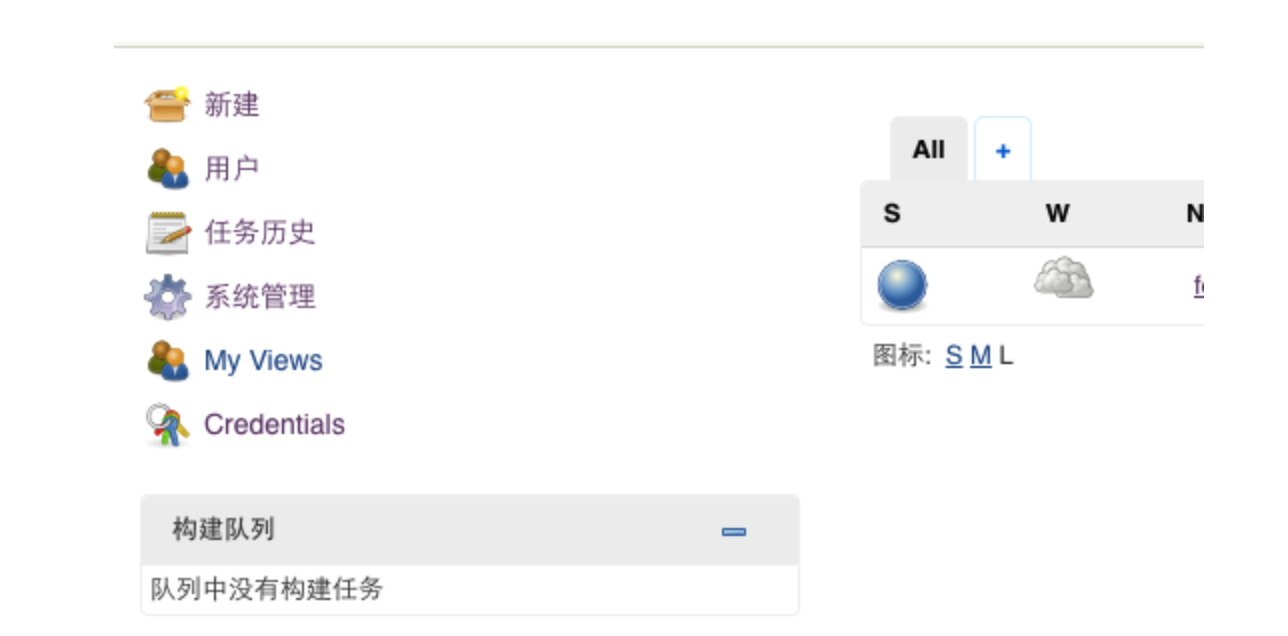 新建
用户
任务历史
系统管理
My Views
Credentials
构建队列
队列中没有构建任务
All +
S W N
图标: S M L